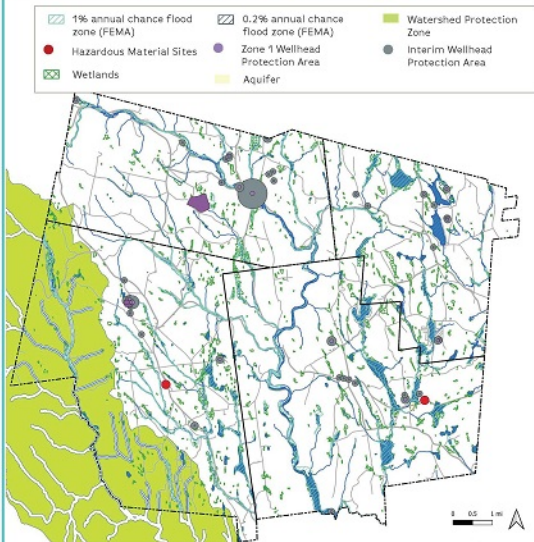 1% annual chance flood
zone (FEMA)
0.2% annual chance
flood zone (FEMA)
Watershed Protection
Zone
Hazardous Material Sites
Zone 1 Wellhead
Protection Area
Interim Wellhead
Protection Area
Wetlands
Aquifer
0 0.5 1 mi